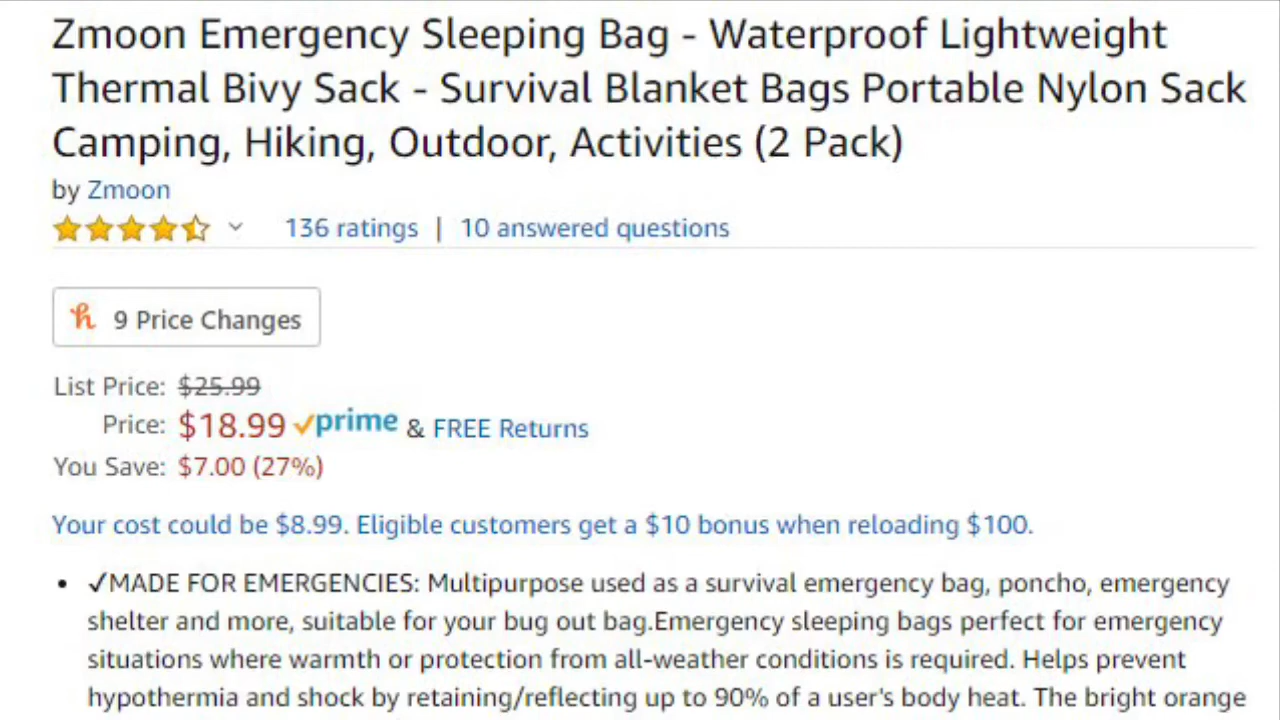 Zmoon Emergency Sleeping Bag - Waterproof Lightweight
Thermal Bivy Sack - Survival Blanket Bags Portable Nylon Sack
Camping, Hiking, Outdoor, Activities (2 Pack)
by Zmoon
136 ratings | 10 answered questions
9 Price Changes
List Price: $25.99
Price: $18.99 ✓prime & FREE Returns
You Save: $7.00 (27%)
Your cost could be $8.99. Eligible customers get a $10 bonus when reloading $100.
• ✓MADE FOR EMERGENCIES: Multipurpose used as a survival emergency bag, poncho, emergency
shelter and more, suitable for your bug out bag.Emergency sleeping bags perfect for emergency
situations where warmth or protection from all-weather conditions is required. Helps prevent
hypothermia and shock by retaining/reflecting up to 90% of a user's body heat. The bright orange